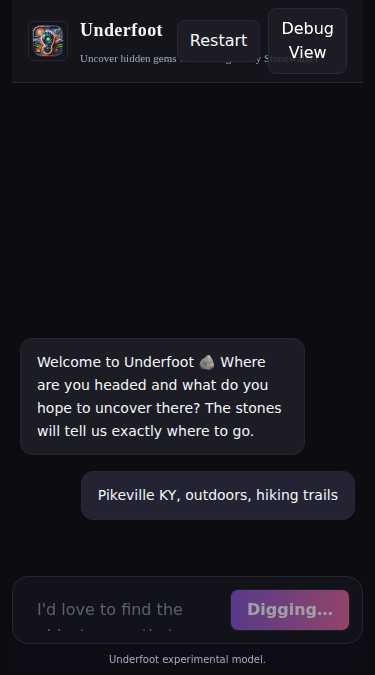 Underfoot
Uncover hidden gems
Restart
Debug
View
Welcome to Underfoot 🪨 Where
are you headed and what do you
hope to uncover there? The stones
will tell us exactly where to go.
Pikeville KY, outdoors, hiking trails
I'd love to find the
Digging…
Underfoot experimental model.